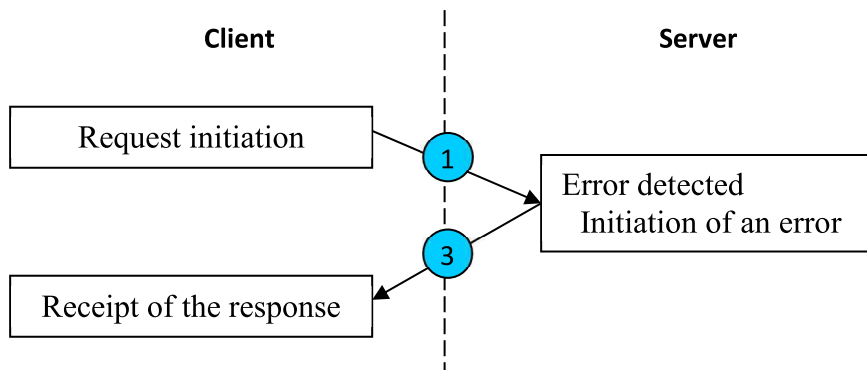 Client
Server
Request initiation
1
Error detected
Initiation of an error
3
Receipt of the response